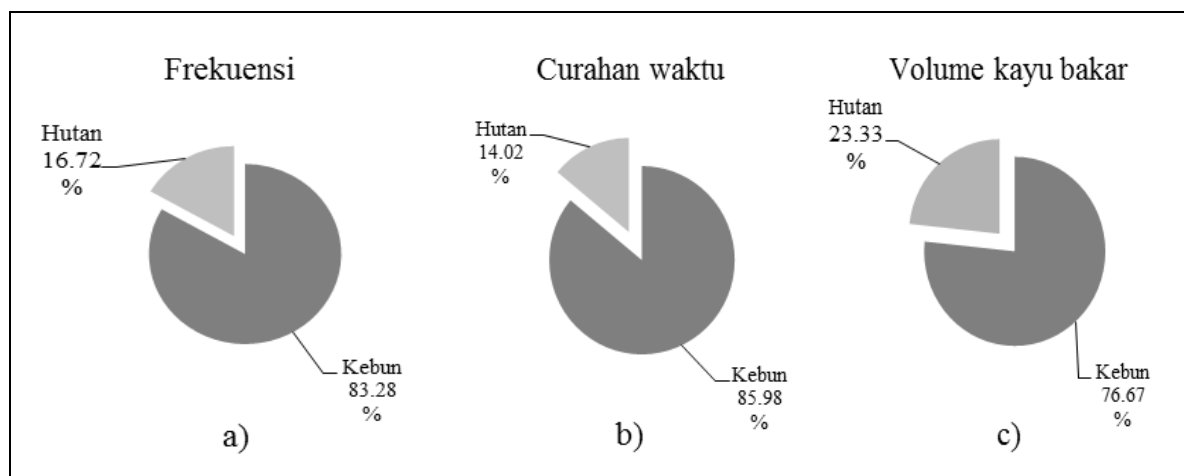 Frekuensi
Hutan
16.72
%
Kebun
83.28
%
a)
Curahan waktu
Hutan
14.02
%
Kebun
85.98
%
b)
Volume kayu bakar
Hutan
23.33
%
Kebun
76.67
%
c)